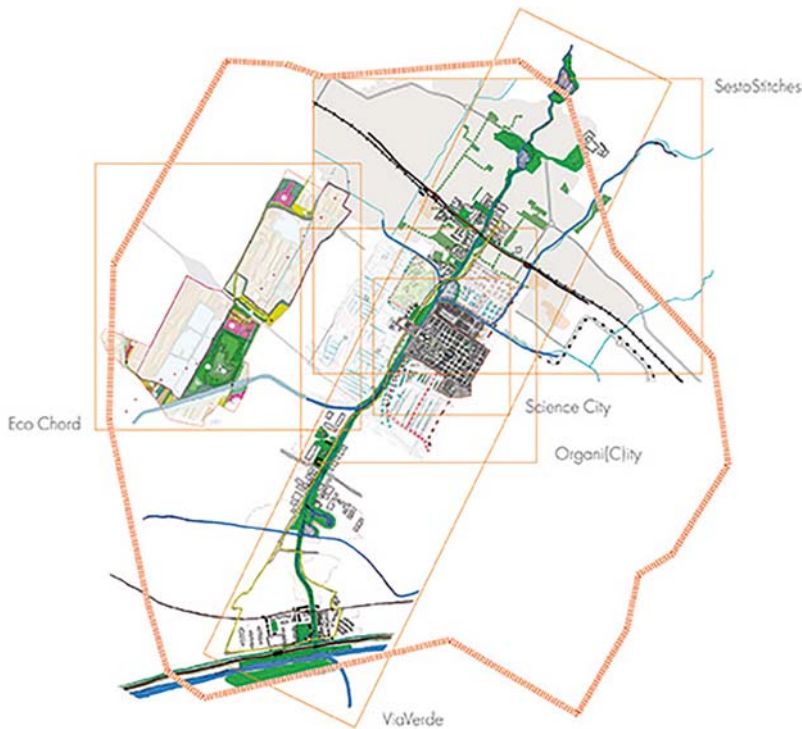 SestoStitches
Science City
Eco Chord
Organi(C)ity
ViaVerde